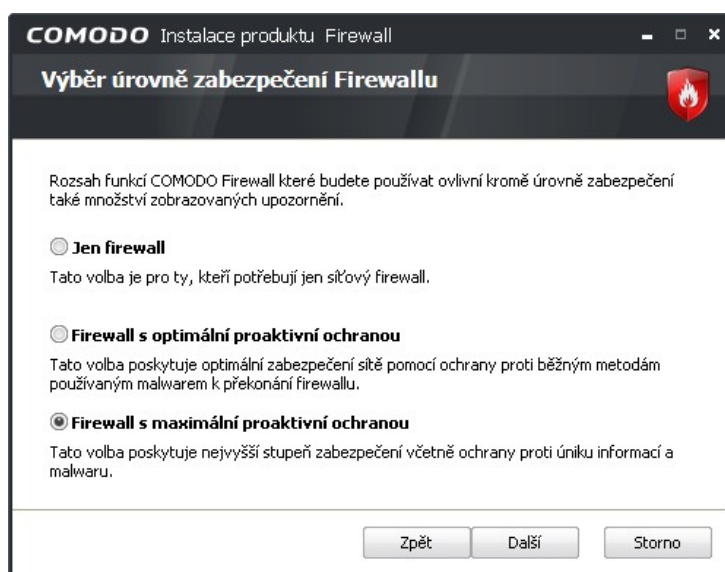 COMODO Instalace produktu Firewall
Výběr úrovně zabezpečení Firewallu
Rozsah funkcí COMODO Firewall které budete používat ovlivní kromě úrovně zabezpečení
také množství zobrazovaných upozornění.
Jen firewall
Tato volba je pro ty, kteří potřebují jen síťový firewall.
Firewall s optimální proaktivní ochranou
Tato volba poskytuje optimální zabezpečení sítě pomocí ochrany proti běžným metodám
používaným malwarem k překonání firewallu.
Firewall s maximální proaktivní ochranou
Tato volba poskytuje nejvyšší stupeň zabezpečení včetně ochrany proti úniku informací a
malwaru.
Zpět Další Storno